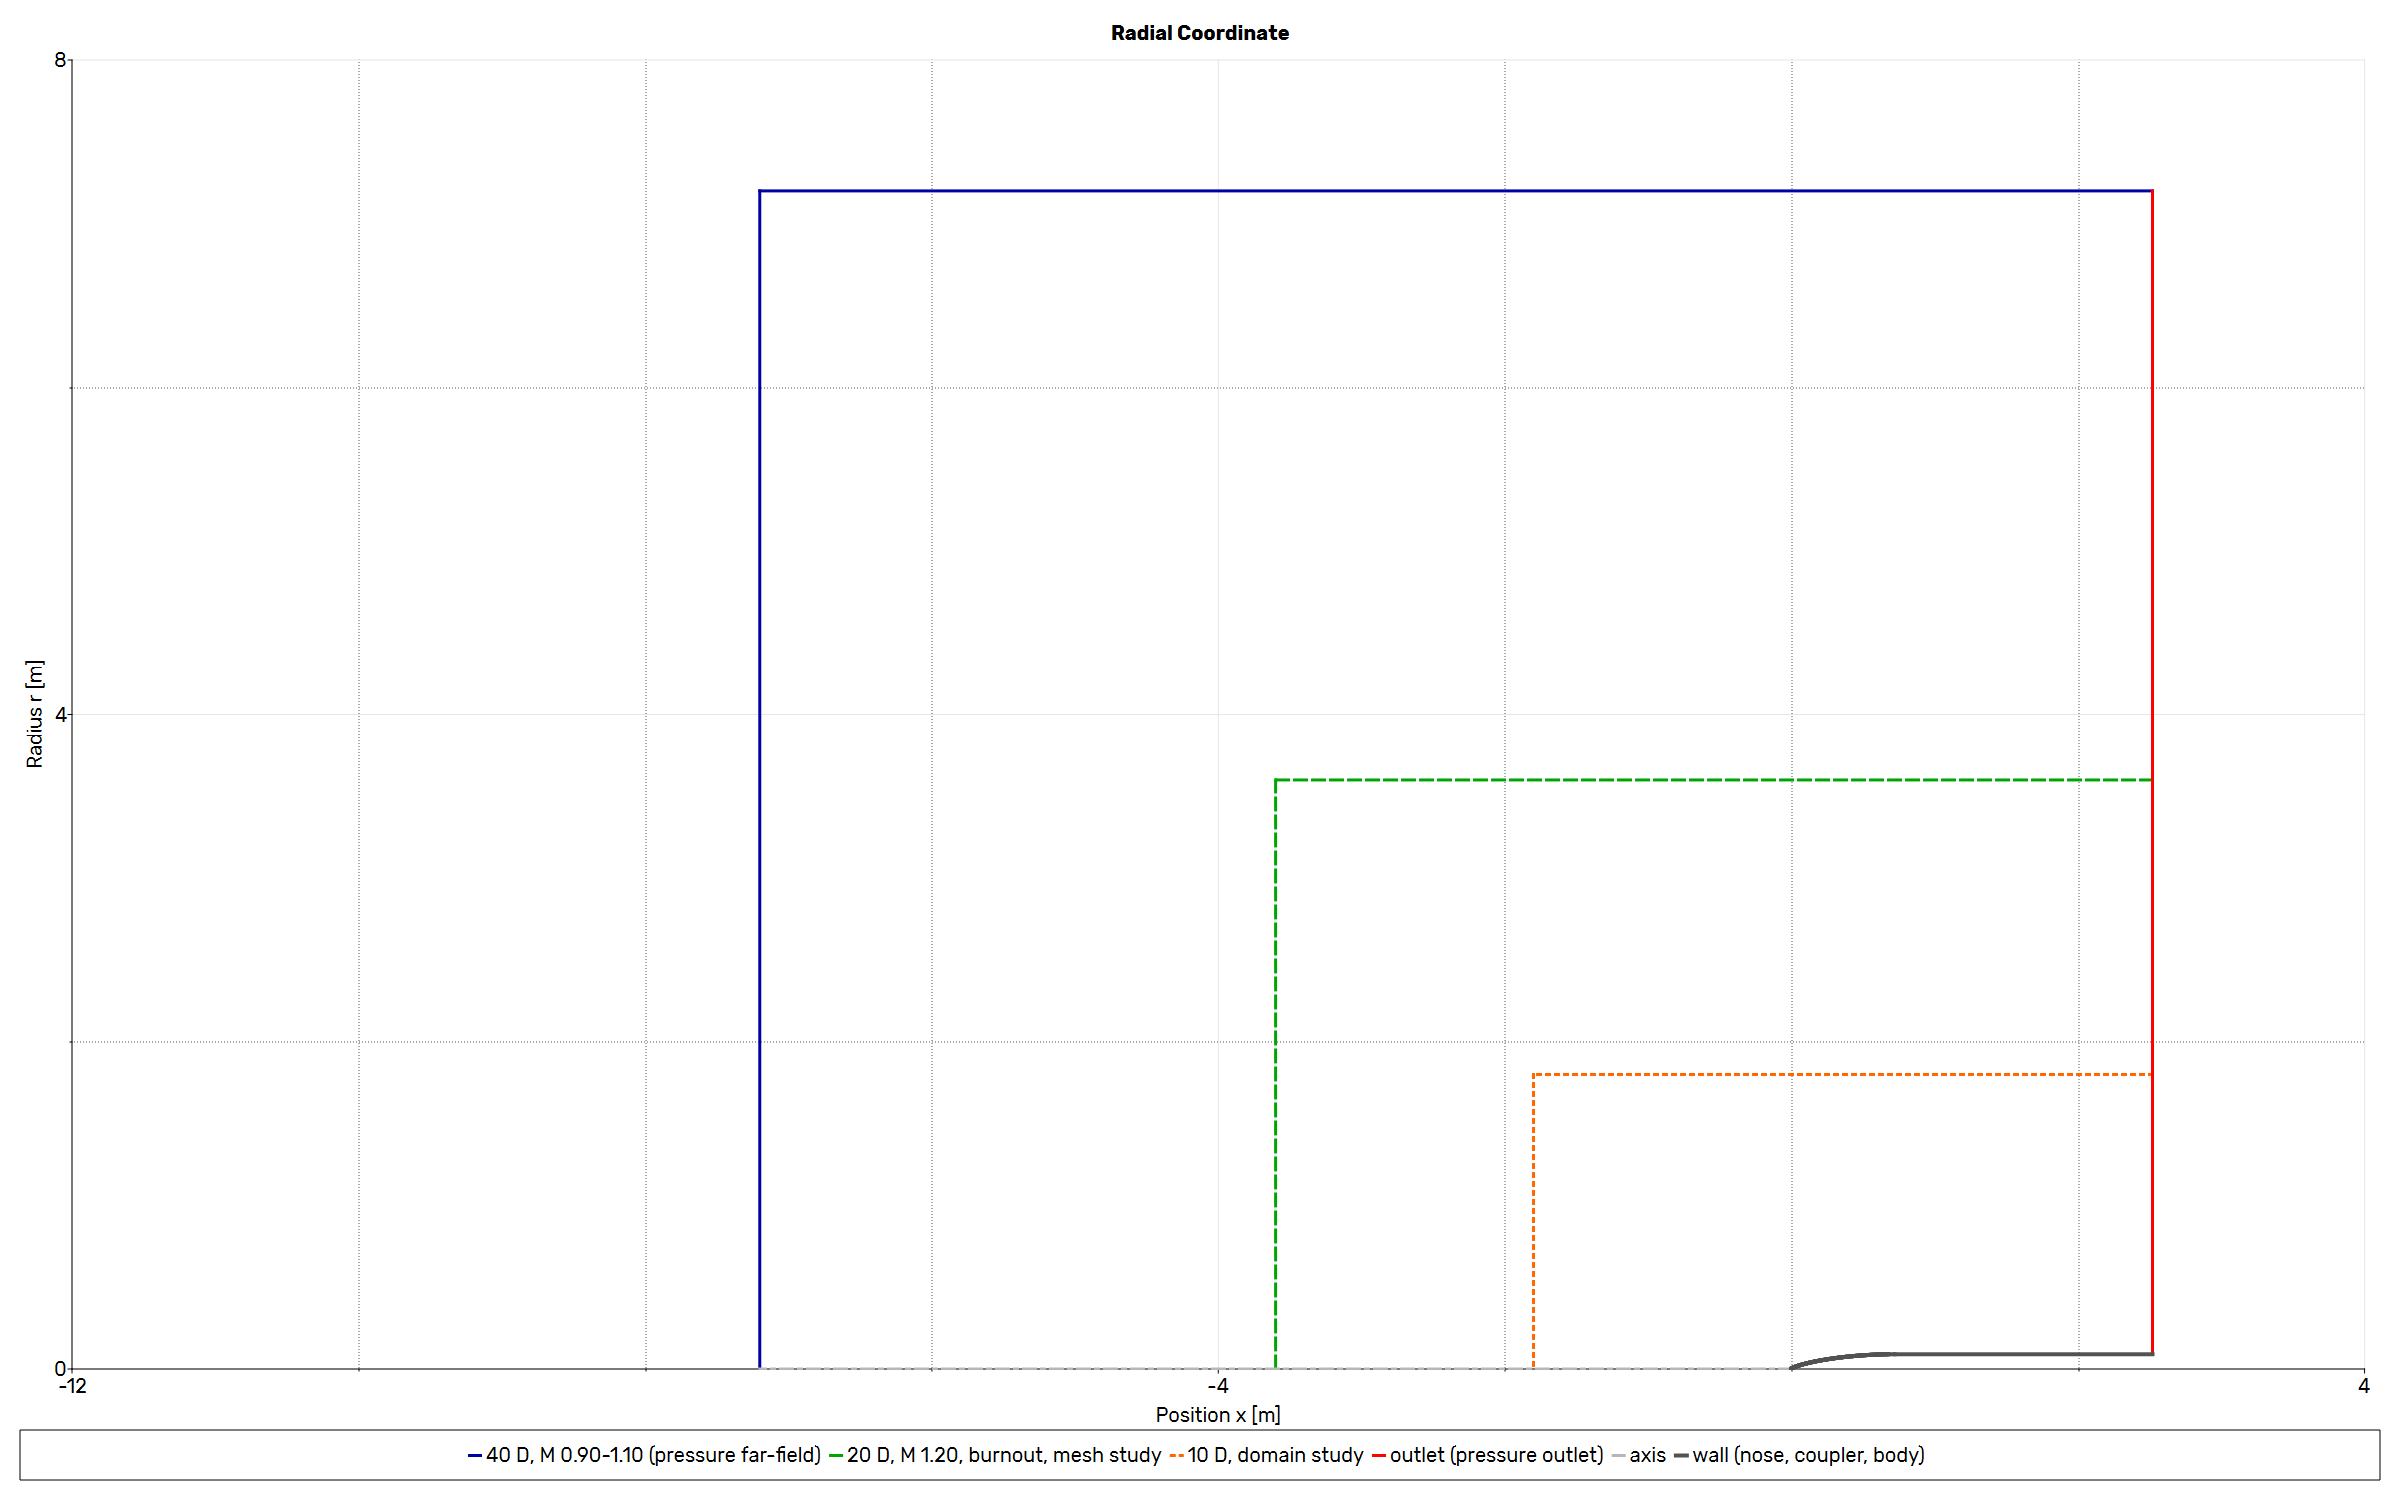 Radial Coordinate
8
4
0
Radius r [m]
-12
-4
4
Position x [m]
40 D, M 0.90-1.10 (pressure far-field) 20 D, M 1.20, burnout, mesh study 10 D, domain study outlet (pressure outlet) axis wall (nose, coupler, body)